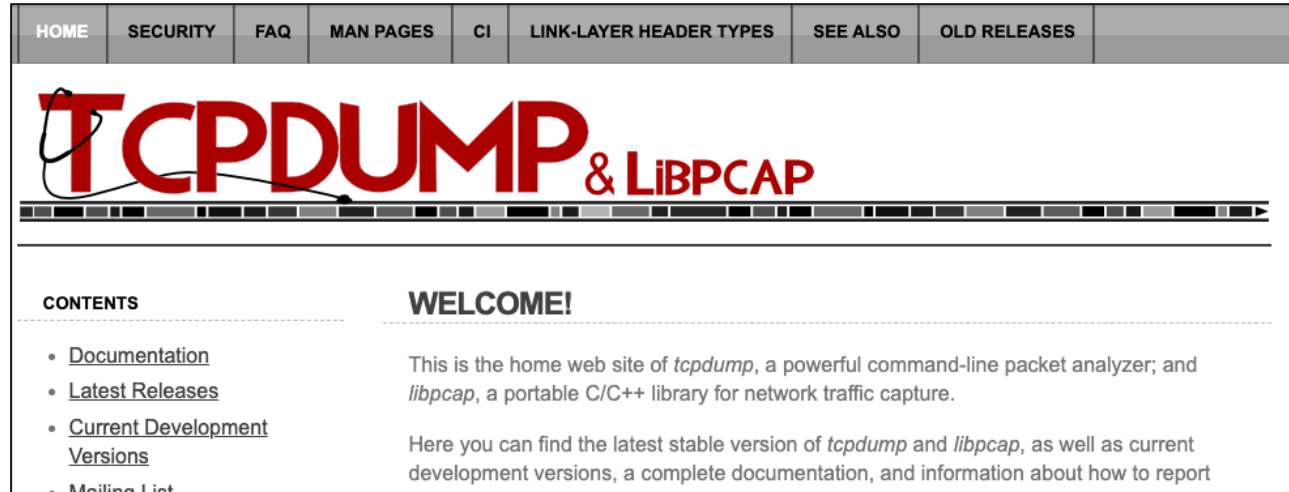 HOME SECURITY FAQ MAN PAGES CI LINK-LAYER HEADER TYPES SEE ALSO OLD RELEASES
TCPDUMP & LiBPCAP
CONTENTS
• Documentation
• Latest Releases
• Current Development
Versions
• Mailing List
WELCOME!
This is the home web site of tcpdump, a powerful command-line packet analyzer; and
libpcap, a portable C/C++ library for network traffic capture.
Here you can find the latest stable version of tcpdump and libpcap, as well as current
development versions, a complete documentation, and information about how to report